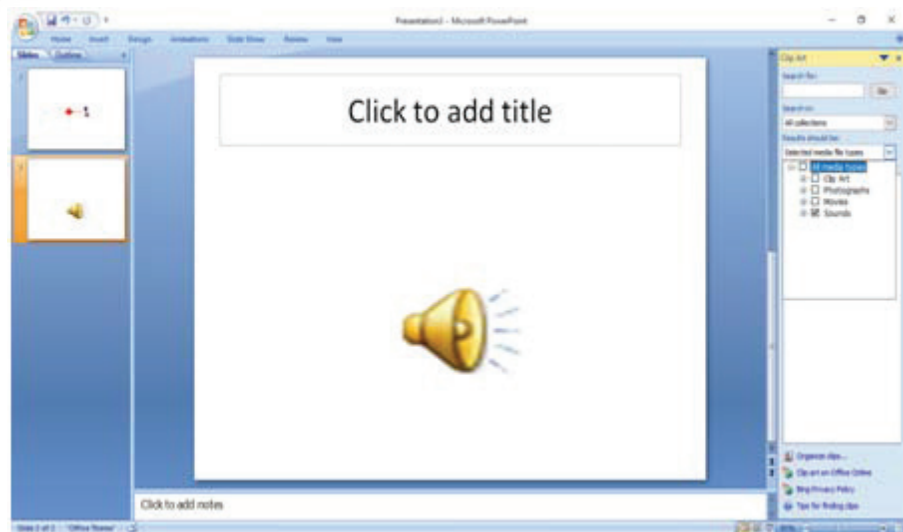 Presentation2 - Microsoft PowerPoint
Home Insert Design Animations Slide Show Review View
Slides Outline
Click to add title
Click to add notes
Clip Art
Search for:
Go
Search in:
All collections
Results should be:
Selected media file types
All media types
Clip Art
Photographs
Movies
Sounds
Organize clips...
Clip art on Office Online
Bing Privacy Policy
Tips for finding clips
Slide 2 of 2 "Office Theme"